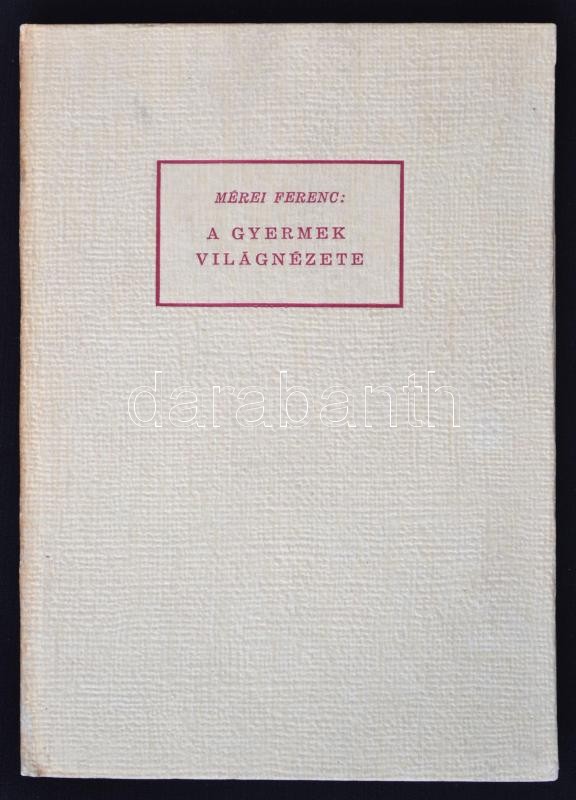 MÉREI FERENC:
A GYERMEK
VILÁGNÉZETE
darabanth